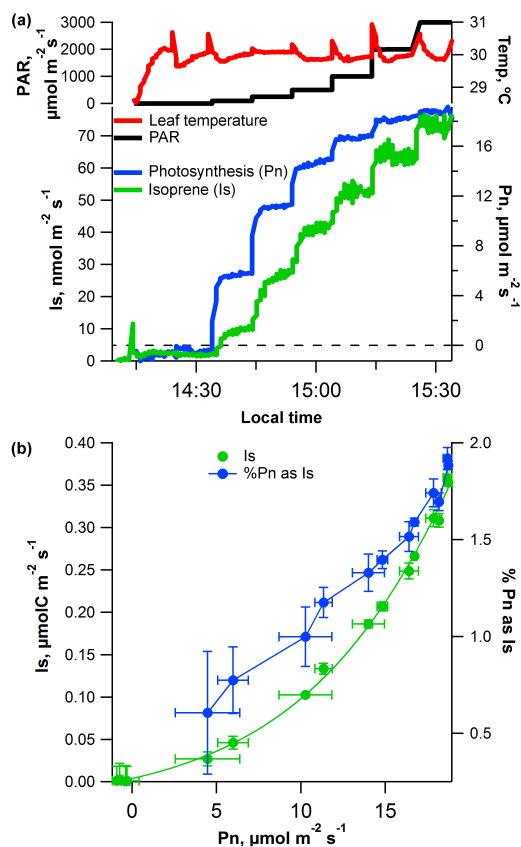 (a)
PAR,
µmol m⁻² s⁻¹
3000
2000
1000
0
31
30
29
Temp, ºC
Leaf temperature
PAR
Photosynthesis (Pn)
Isoprene (Is)
Is, nmol m⁻² s⁻¹
70
60
50
40
30
20
10
0
16
12
8
4
0
Pn, µmol m⁻² s⁻¹
14:30
15:00
15:30
Local time
(b)
Is
%Pn as Is
Is, µmolC m⁻² s⁻¹
0.40
0.35
0.30
0.25
0.20
0.15
0.10
0.05
0.00
2.0
1.5
1.0
0.5
% Pn as Is
0
5
10
15
Pn, µmol m⁻² s⁻¹